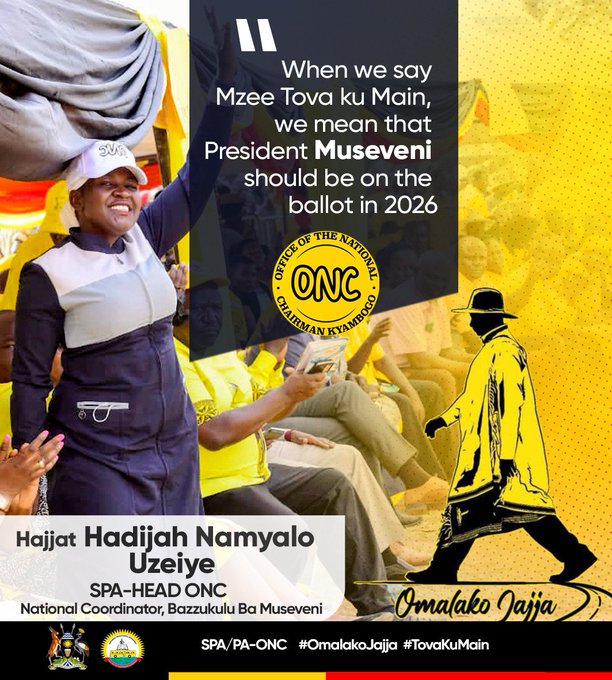 When we say
Mzee Tova ku Main,
we mean that
President Museveni
should be on the
ballot in 2026
OFFICE OF THE NATIONAL
ONC
CHAIRMAN KYAMBOGO
ONC
Hajjat Hadijah Namyalo
Uzeiye
SPA-HEAD ONC
National Coordinator, Bazzukulu Ba Museveni
Omalako Jajja
SPA/PA-ONC #OmalakoJajja #TovaKuMain